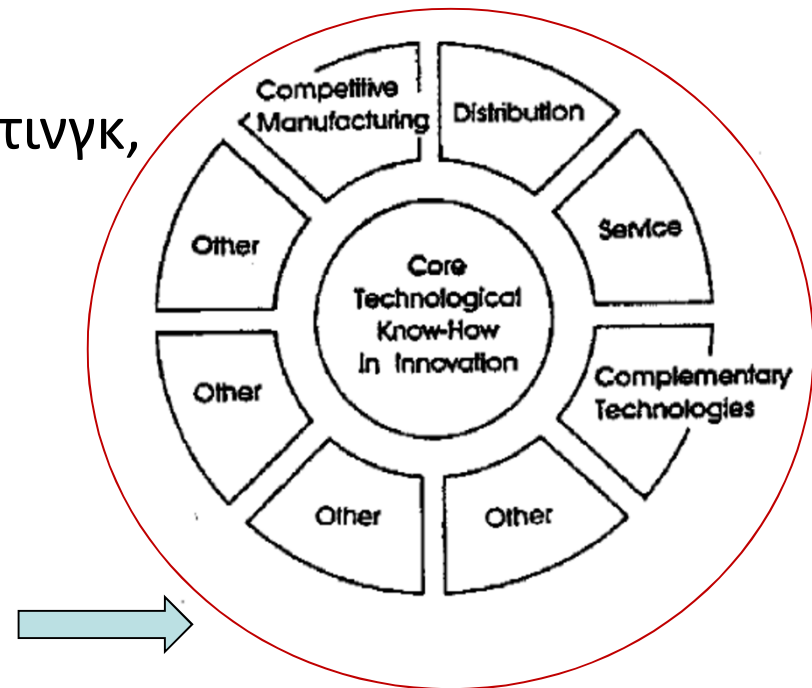 τινγκ,
Competitive
Manufacturing
Distribution
Other
Service
Core
Technological
Know-How
in Innovation
Other
Complementary
Technologies
Other
Other